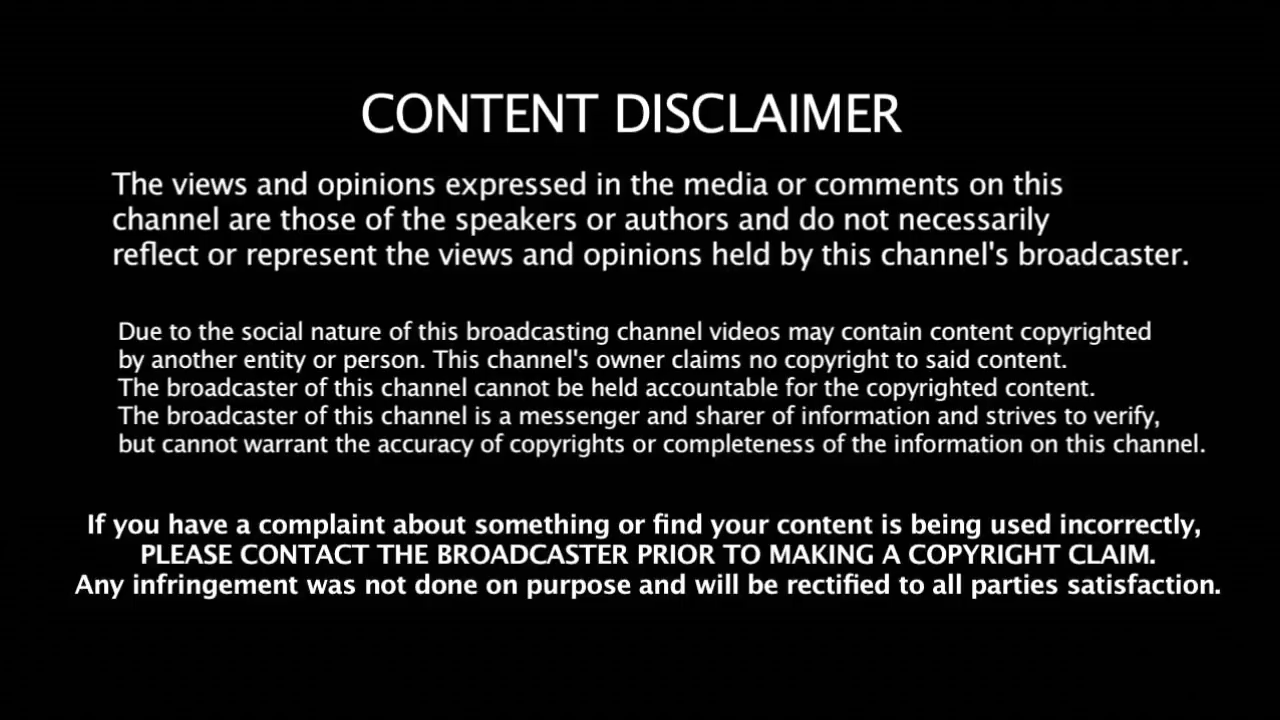 CONTENT DISCLAIMER
The views and opinions expressed in the media or comments on this
channel are those of the speakers or authors and do not necessarily
reflect or represent the views and opinions held by this channel's broadcaster.
Due to the social nature of this broadcasting channel videos may contain content copyrighted
by another entity or person. This channel's owner claims no copyright to said content.
The broadcaster of this channel cannot be held accountable for the copyrighted content.
The broadcaster of this channel is a messenger and sharer of information and strives to verify,
but cannot warrant the accuracy of copyrights or completeness of the information on this channel.
If you have a complaint about something or find your content is being used incorrectly,
PLEASE CONTACT THE BROADCASTER PRIOR TO MAKING A COPYRIGHT CLAIM.
Any infringement was not done on purpose and will be rectified to all parties satisfaction.